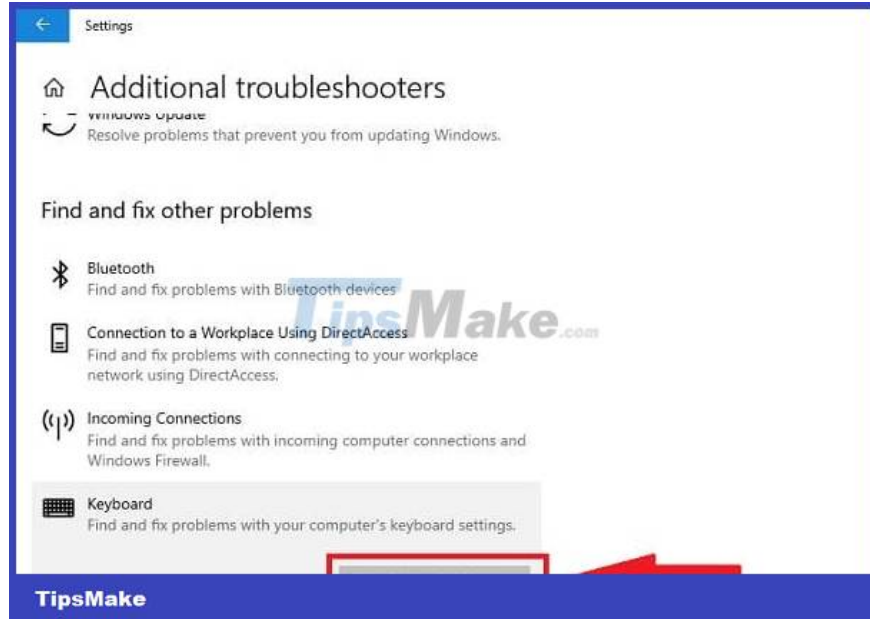 Settings
Additional troubleshooters
Windows Update
Resolve problems that prevent you from updating Windows.
Find and fix other problems
Bluetooth
Find and fix problems with Bluetooth devices
TipsMake.com
Connection to a Workplace Using DirectAccess
Find and fix problems with connecting to your workplace
network using DirectAccess.
Incoming Connections
Find and fix problems with incoming computer connections and
Windows Firewall.
Keyboard
Find and fix problems with your computer's keyboard settings.
TipsMake